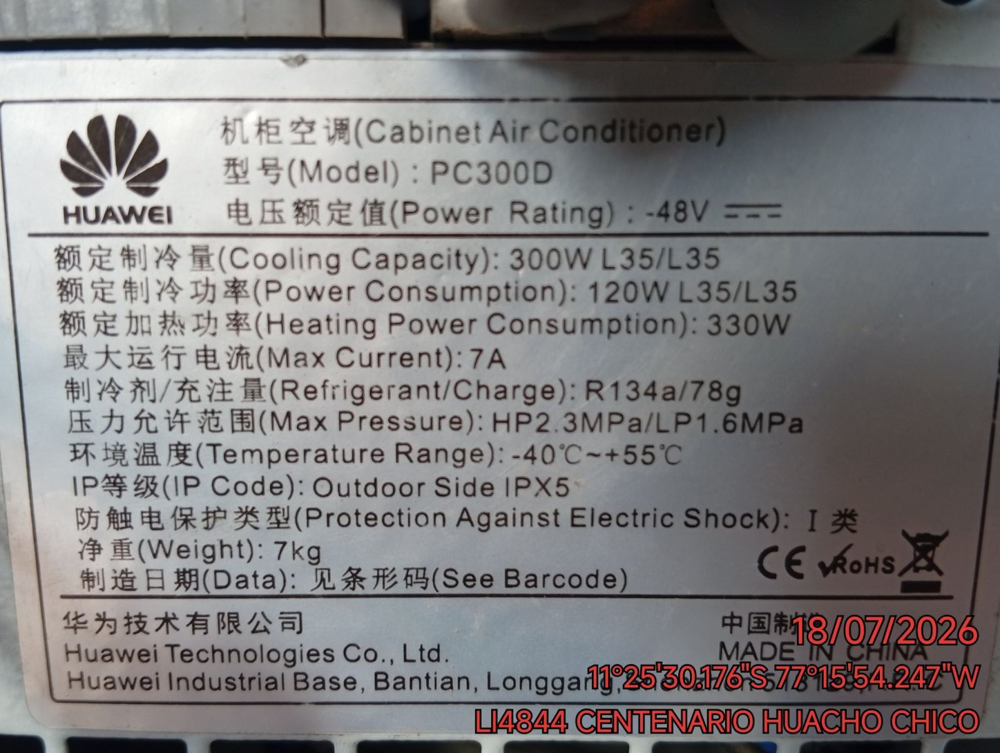 HUAWEI
机柜空调(Cabinet Air Conditioner)
型号(Model) : PC300D
电压额定值(Power Rating) : -48V
额定制冷量(Cooling Capacity): 300W L35/L35
额定制冷功率(Power Consumption): 120W L35/L35
额定加热功率(Heating Power Consumption): 330W
最大运行电流(Max Current): 7A
制冷剂/充注量(Refrigerant/Charge): R134a/78g
压力允许范围(Max Pressure): HP2.3MPa/LP1.6MPa
环境温度(Temperature Range): -40℃~+55℃
IP等级(IP Code): Outdoor Side IPX5
防触电保护类型(Protection Against Electric Shock): I 类
净重(Weight): 7kg
制造日期(Data): 见条形码(See Barcode)
CE RoHS
华为技术有限公司
中国制
Huawei Technologies Co., Ltd.
MADE IN CHINA
Huawei Industrial Base, Bantian, Longgang,
18/07/2026
11°25'30.176"S 77°15'54.247"W
LI4844 CENTENARIO HUACHO CHICO